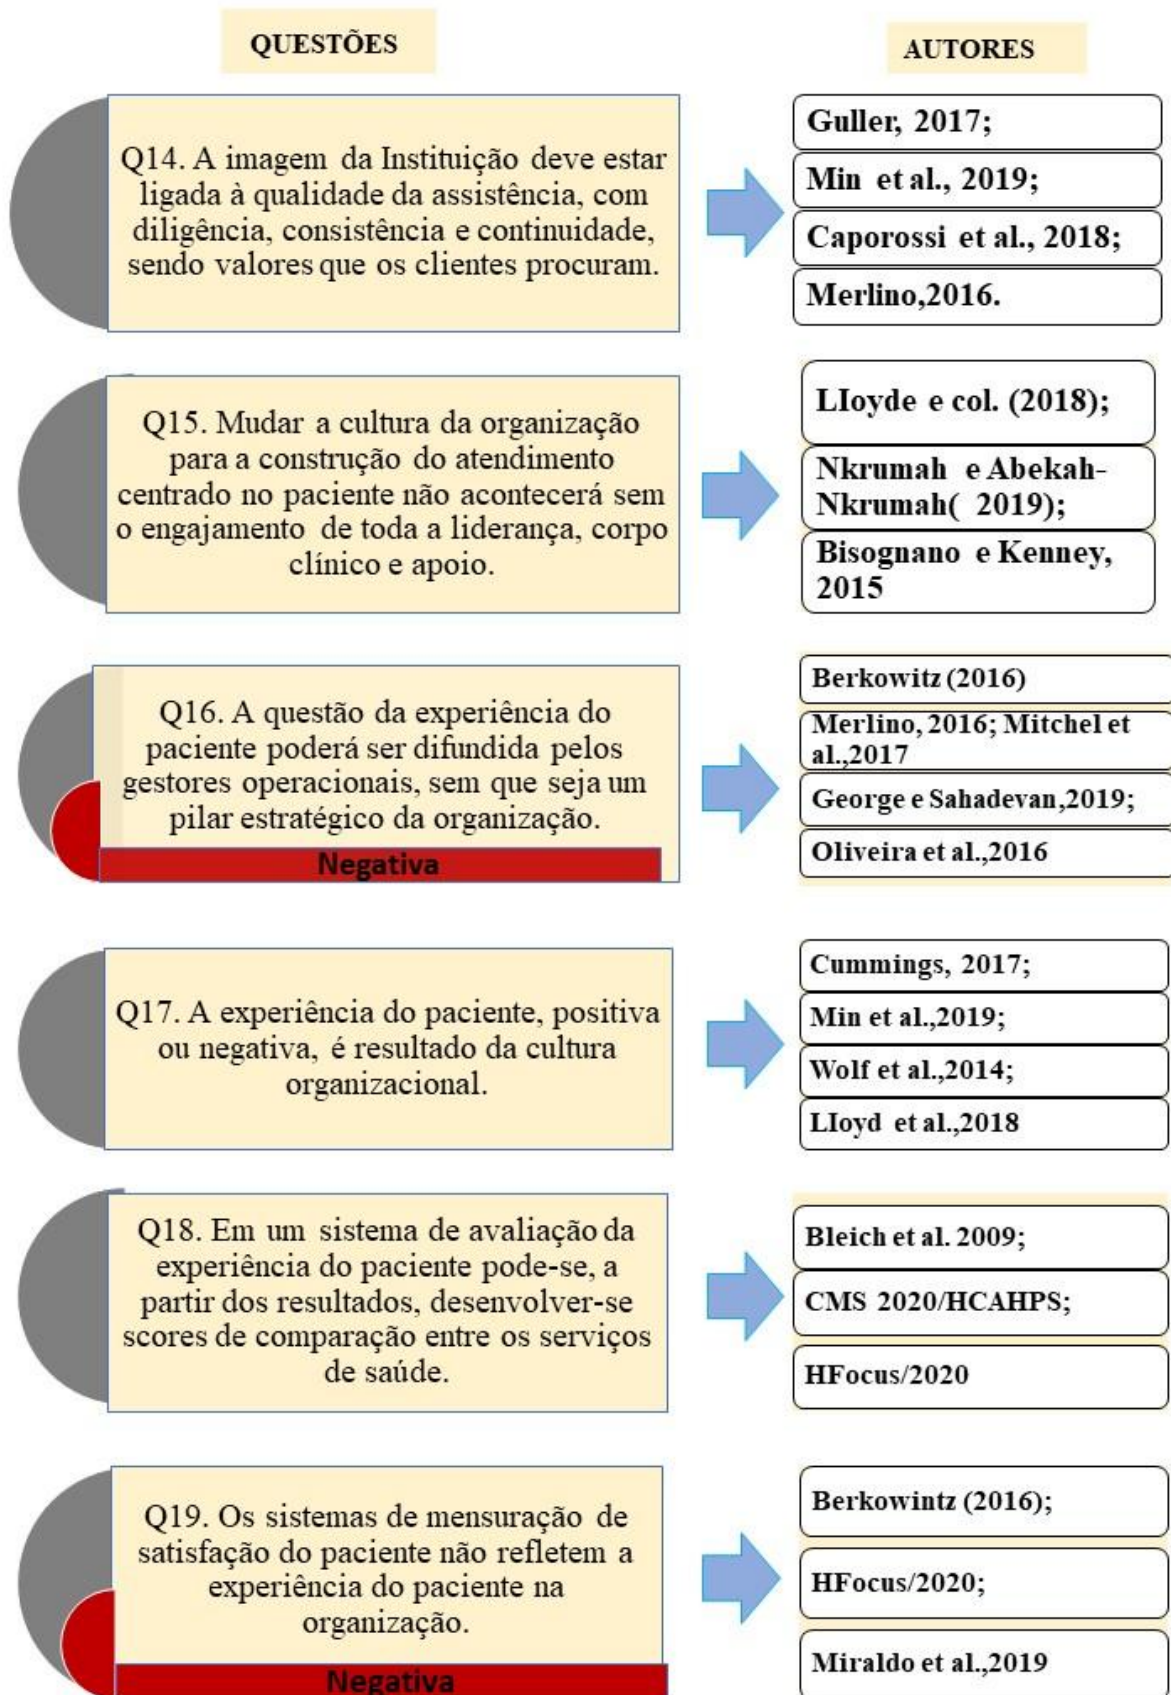 QUESTÕES
AUTORES
Q14. A imagem da Instituição deve estar
ligada à qualidade da assistência, com
diligência, consistência e continuidade,
sendo valores que os clientes procuram.
Guller, 2017;
Min et al., 2019;
Caporossi et al., 2018;
Merlino,2016.
Q15. Mudar a cultura da organização
para a construção do atendimento
centrado no paciente não acontecerá sem
o engajamento de toda a liderança, corpo
clínico e apoio.
LIoyde e col. (2018);
Nkrumah e Abekah-
Nkrumah( 2019);
Bisognano e Kenney,
2015
Q16. A questão da experiência do
paciente poderá ser difundida pelos
gestores operacionais, sem que seja um
pilar estratégico da organização.
Negativa
Berkowitz (2016)
Merlino, 2016; Mitchel et
al.,2017
George e Sahadevan,2019;
Oliveira et al.,2016
Q17. A experiência do paciente, positiva
ou negativa, é resultado da cultura
organizacional.
Cummings, 2017;
Min et al.,2019;
Wolf et al.,2014;
LIoyd et al.,2018
Q18. Em um sistema de avaliação da
experiência do paciente pode-se, a
partir dos resultados, desenvolver-se
scores de comparação entre os serviços
de saúde.
Bleich et al. 2009;
CMS 2020/HCAHPS;
HFocus/2020
Q19. Os sistemas de mensuração de
satisfação do paciente não refletem a
experiência do paciente na
organização.
Negativa
Berkowintz (2016);
HFocus/2020;
Miraldo et al.,2019